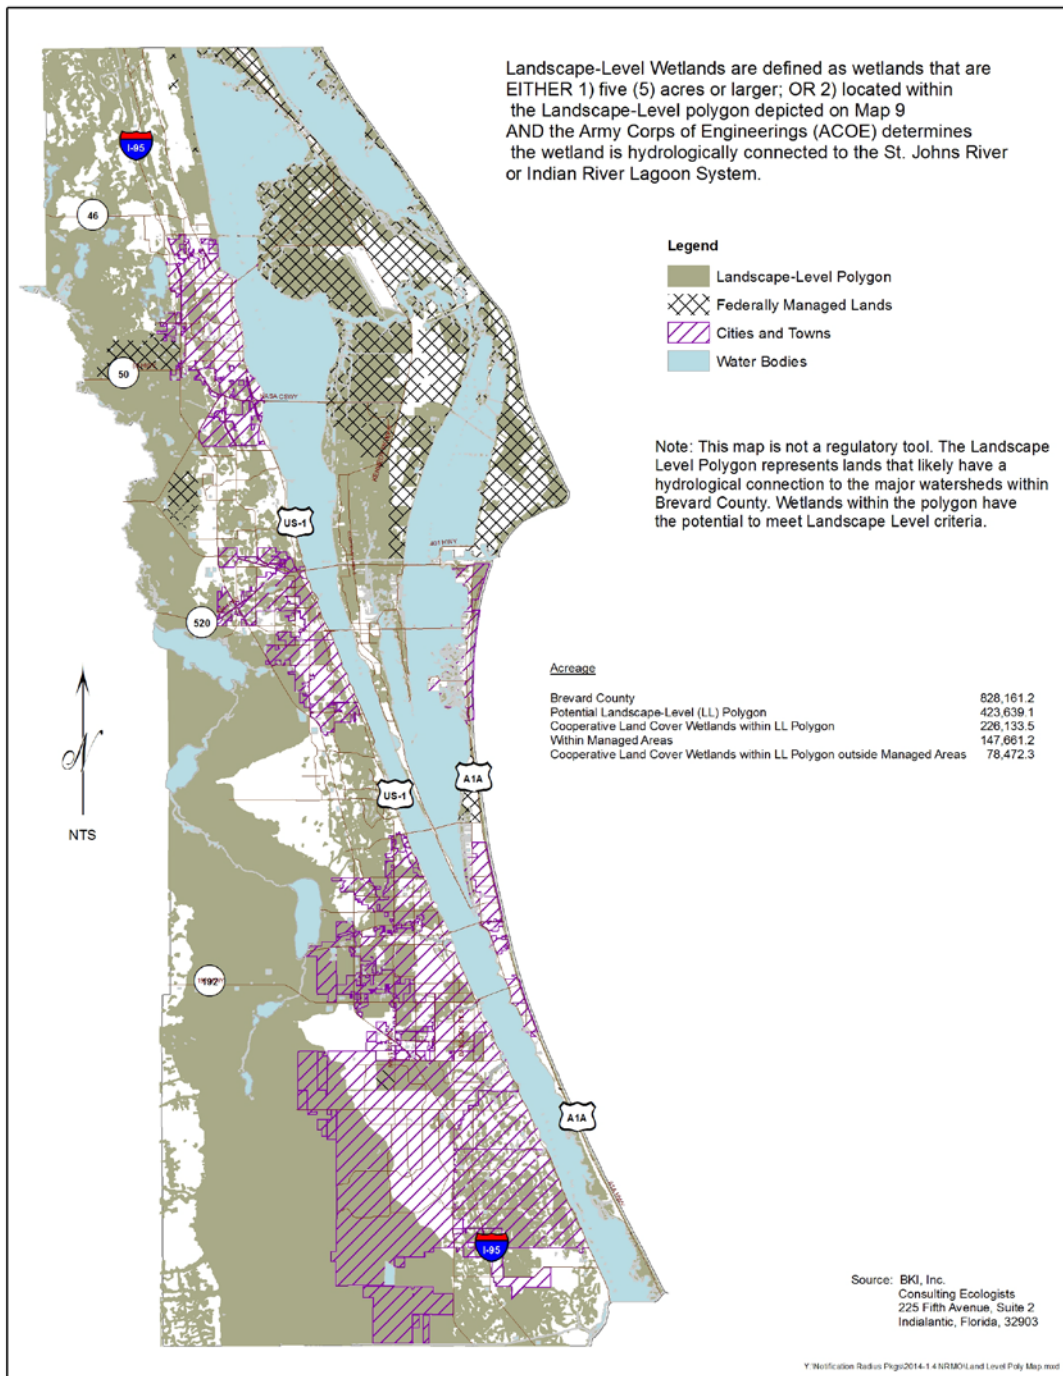 Landscape-Level Wetlands are defined as wetlands that are
EITHER 1) five (5) acres or larger; OR 2) located within
the Landscape-Level polygon depicted on Map 9
AND the Army Corps of Engineerings (ACOE) determines
the wetland is hydrologically connected to the St. Johns River
or Indian River Lagoon System.
I-95
46
Legend
Landscape-Level Polygon
Federally Managed Lands
Cities and Towns
Water Bodies
50
NASA CSWY
Note: This map is not a regulatory tool. The Landscape
Level Polygon represents lands that likely have a
hydrological connection to the major watersheds within
Brevard County. Wetlands within the polygon have
the potential to meet Landscape Level criteria.
US-1
401 HWY
520
Acreage
Brevard County 828,161.2
Potential Landscape-Level (LL) Polygon 423,639.1
Cooperative Land Cover Wetlands within LL Polygon 226,133.5
Within Managed Areas 147,661.2
Cooperative Land Cover Wetlands within LL Polygon outside Managed Areas 78,472.3
N
NTS
A1A
US-1
192
A1A
I-95
Source: BKI, Inc.
Consulting Ecologists
225 Fifth Avenue, Suite 2
Indialantic, Florida, 32903